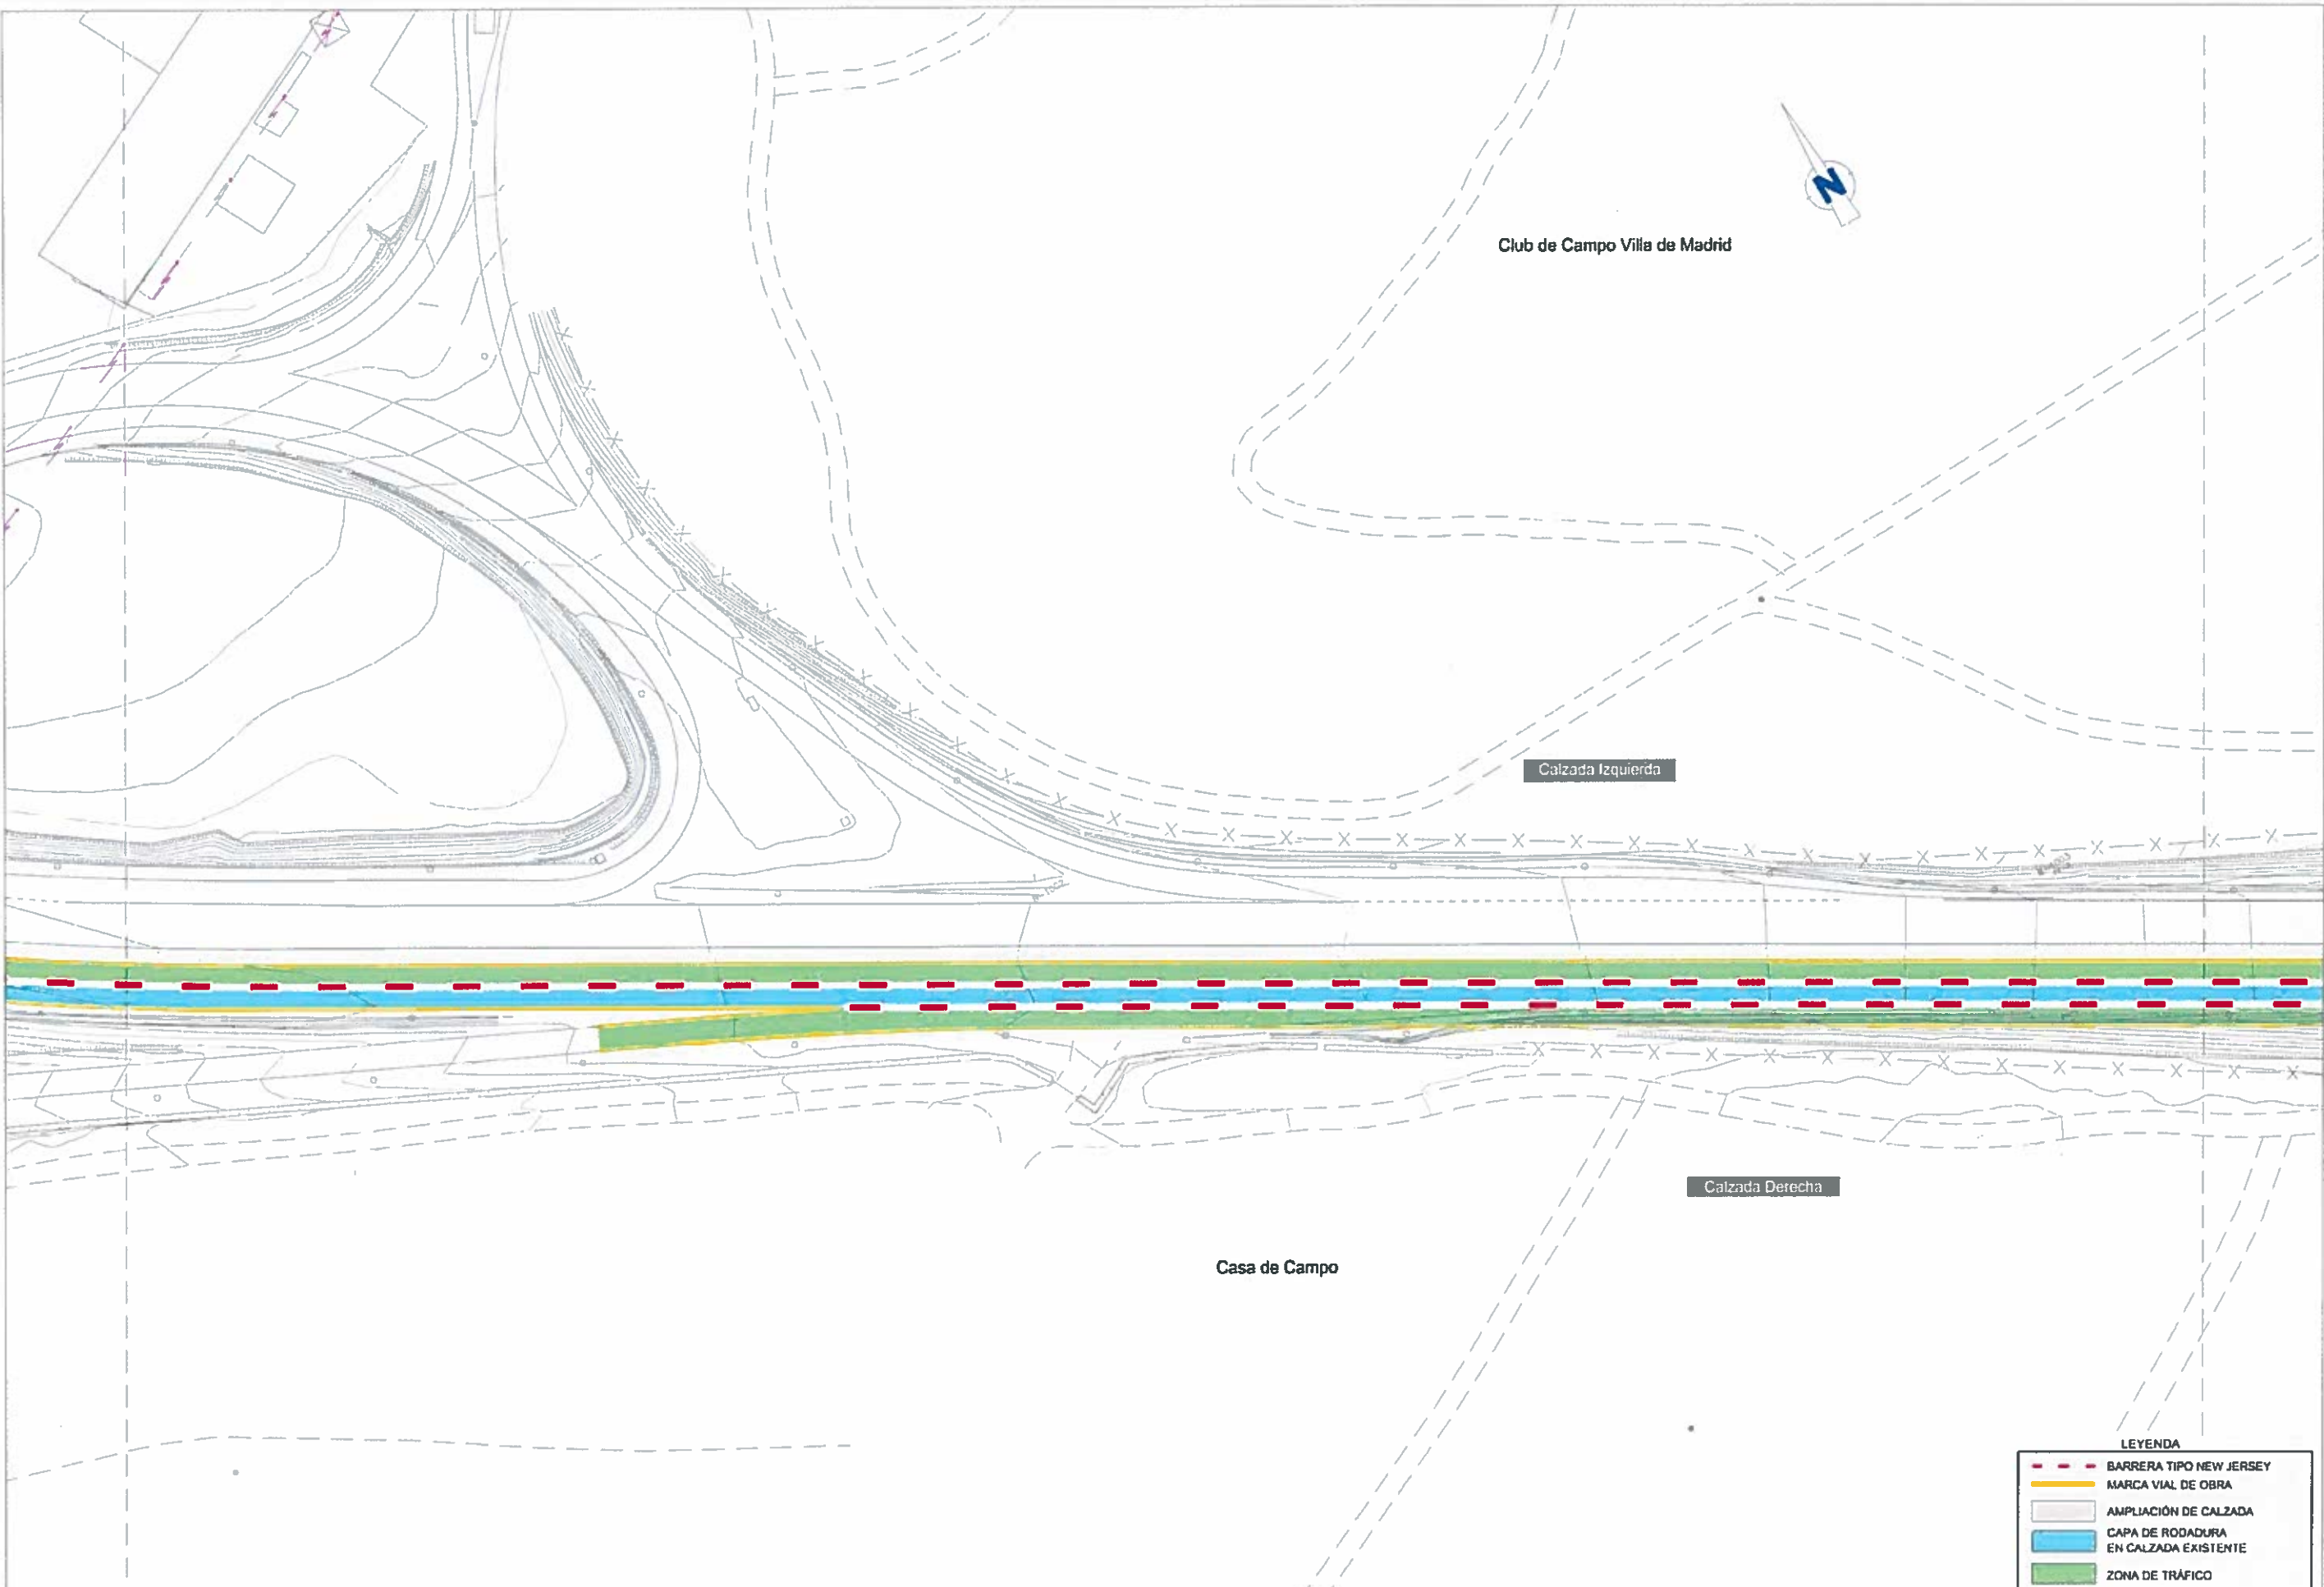 N
Club de Campo Villa de Madrid
Calzada Izquierda
Calzada Derecha
Casa de Campo
LEYENDA
BARRERA TIPO NEW JERSEY
MARCA VIAL DE OBRA
AMPLIACIÓN DE CALZADA
CAPA DE RODADURA
EN CALZADA EXISTENTE
ZONA DE TRÁFICO